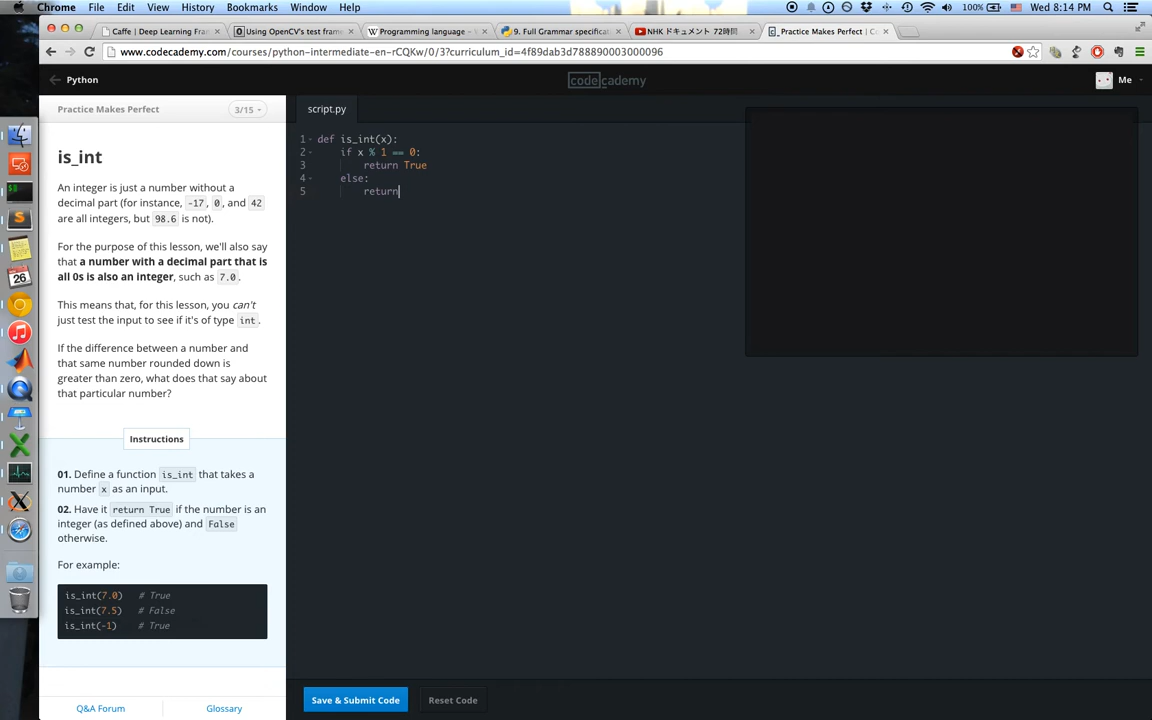 Chrome File Edit View History Bookmarks Window Help 100% Wed 8:14 PM
Caffe | Deep Learning Fram
Using OpenCV's test frame
Programming language - W
9. Full Grammar specificat
NHK ドキュメント 72時間
Practice Makes Perfect | Co
www.codecademy.com/courses/python-intermediate-en-rCQKw/0/3?curriculum_id=4f89dab3d788890003000096
Python
codecademy
Me
Practice Makes Perfect
3/15
script.py
is_int
An integer is just a number without a
decimal part (for instance, -17, 0, and 42
are all integers, but 98.6 is not).
For the purpose of this lesson, we'll also say
that a number with a decimal part that is
all 0s is also an integer, such as 7.0.
This means that, for this lesson, you can't
just test the input to see if it's of type int.
If the difference between a number and
that same number rounded down is
greater than zero, what does that say about
that particular number?
Instructions
01. Define a function is_int that takes a
number x as an input.
02. Have it return True if the number is an
integer (as defined above) and False
otherwise.
For example:
is_int(7.0) # True
is_int(7.5) # False
is_int(-1) # True
Q&A Forum
Glossary
1 def is_int(x):
2 if x % 1 == 0:
3 return True
4 else:
5 return
Save & Submit Code
Reset Code
26